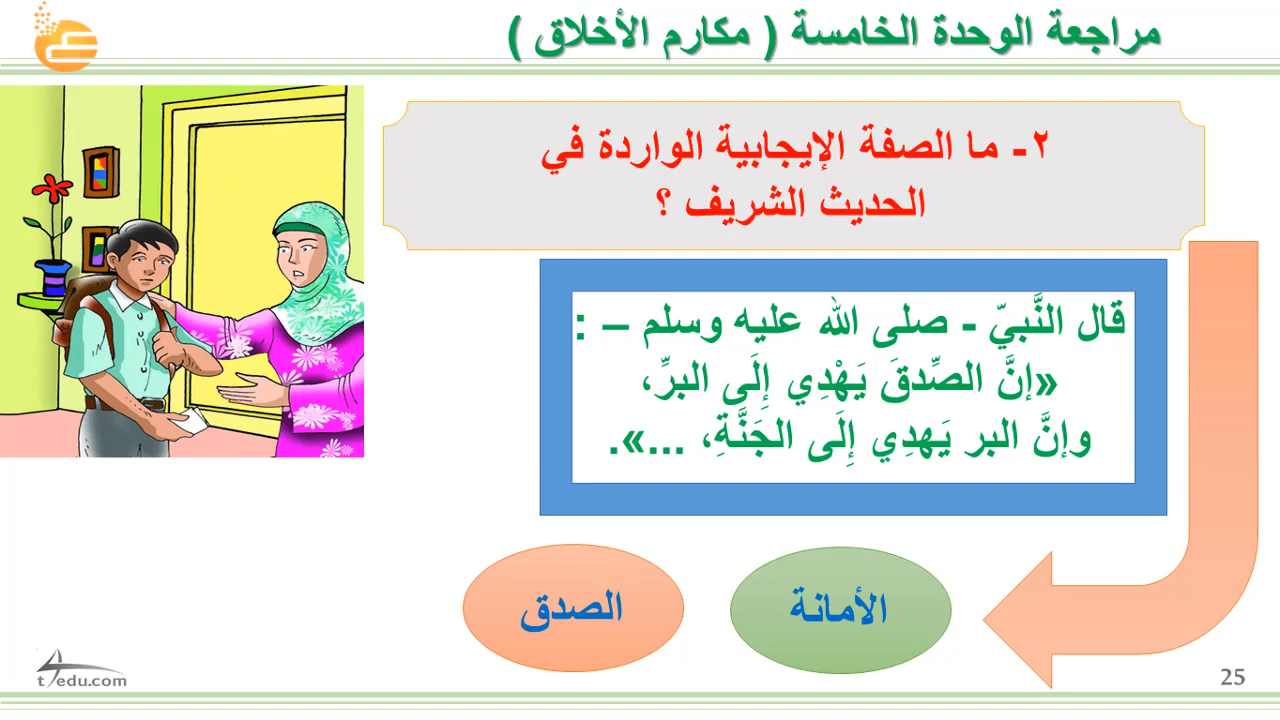 مراجعة الوحدة الخامسة ( مكارم الأخلاق )
٢- ما الصفة الإيجابية الواردة في
الحديث الشريف ؟
قال النَّبيّ - صلى الله عليه وسلم – :
«إنَّ الصِّدقَ يَهْدِي إِلَى البرِّ،
وإنَّ البر يَهدِي إِلَى الجَنَّةِ، ...».
الأمانة
الصدق
t4edu.com
25